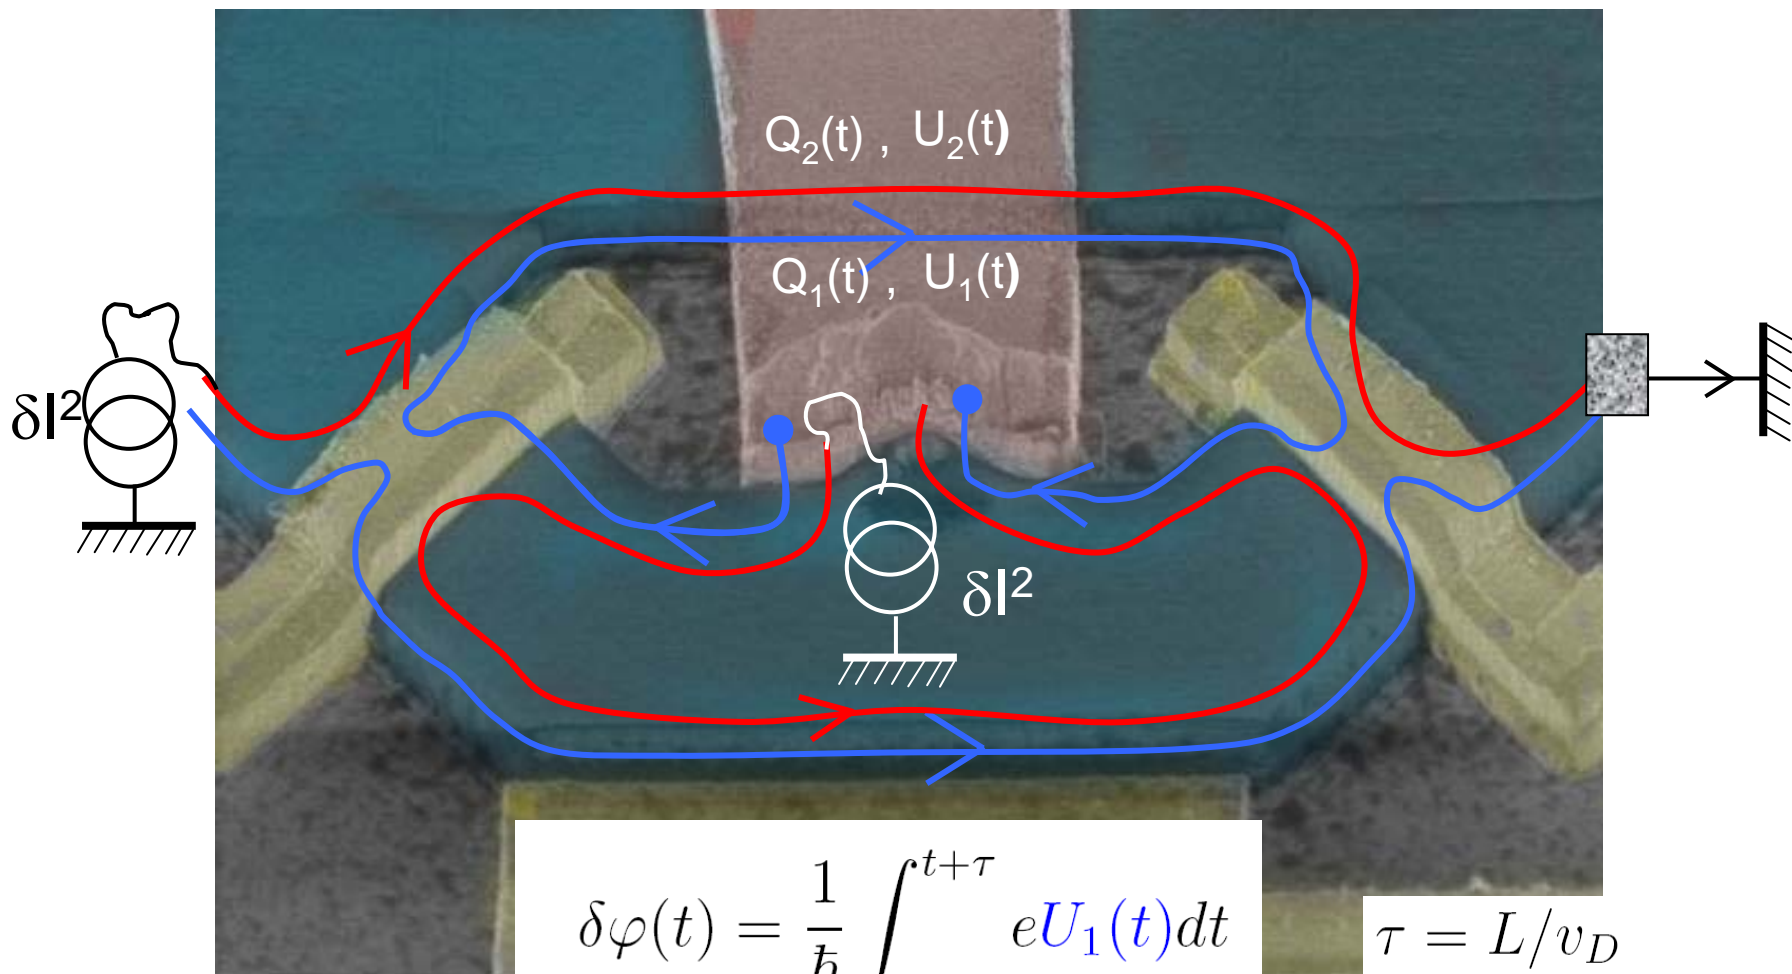 Q₂(t) , U₂(t)
Q₁(t) , U₁(t)
δI²
δI²
δφ(t) = 1/ħ ∫^{t+τ} eU₁(t)dt
τ = L/v_D